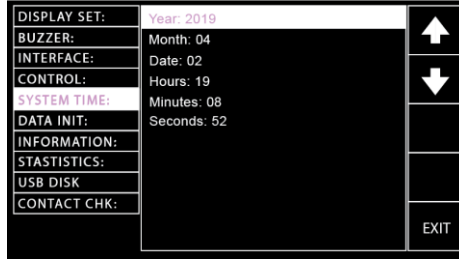 DISPLAY SET:
BUZZER:
INTERFACE:
CONTROL:
SYSTEM TIME:
DATA INIT:
INFORMATION:
STASTISTICS:
USB DISK
CONTACT CHK:
Year: 2019
Month: 04
Date: 02
Hours: 19
Minutes: 08
Seconds: 52
EXIT